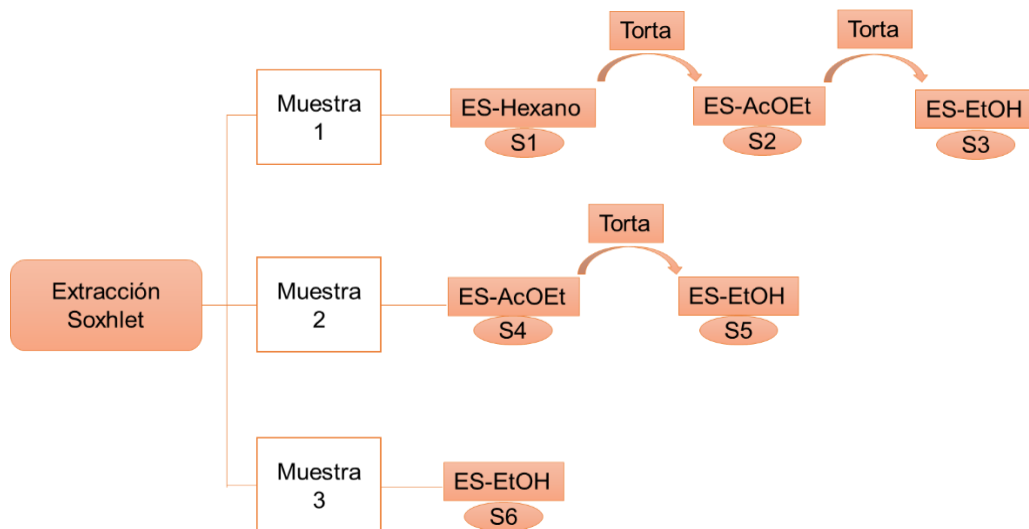 Torta
Torta
Muestra
1
ES-Hexano
S1
ES-AcOEt
S2
ES-EtOH
S3
Torta
Extracción
Soxhlet
Muestra
2
ES-AcOEt
S4
ES-EtOH
S5
Muestra
3
ES-EtOH
S6